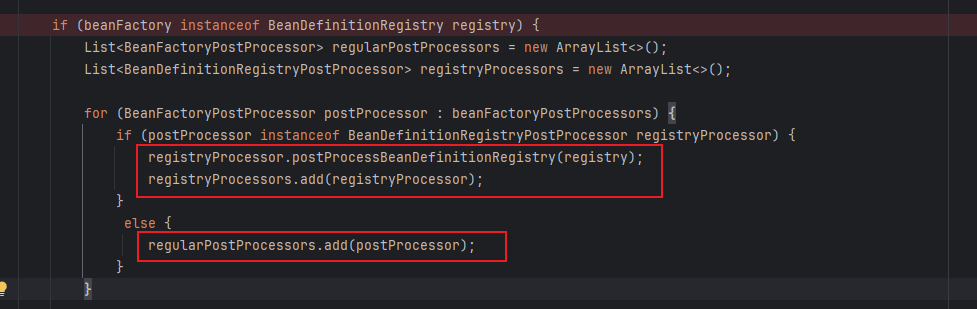 if (beanFactory instanceof BeanDefinitionRegistry registry) {
List<BeanFactoryPostProcessor> regularPostProcessors = new ArrayList<>();
List<BeanDefinitionRegistryPostProcessor> registryProcessors = new ArrayList<>();
for (BeanFactoryPostProcessor postProcessor : beanFactoryPostProcessors) {
if (postProcessor instanceof BeanDefinitionRegistryPostProcessor registryProcessor) {
registryProcessor.postProcessBeanDefinitionRegistry(registry);
registryProcessors.add(registryProcessor);
}
else {
regularPostProcessors.add(postProcessor);
}
}